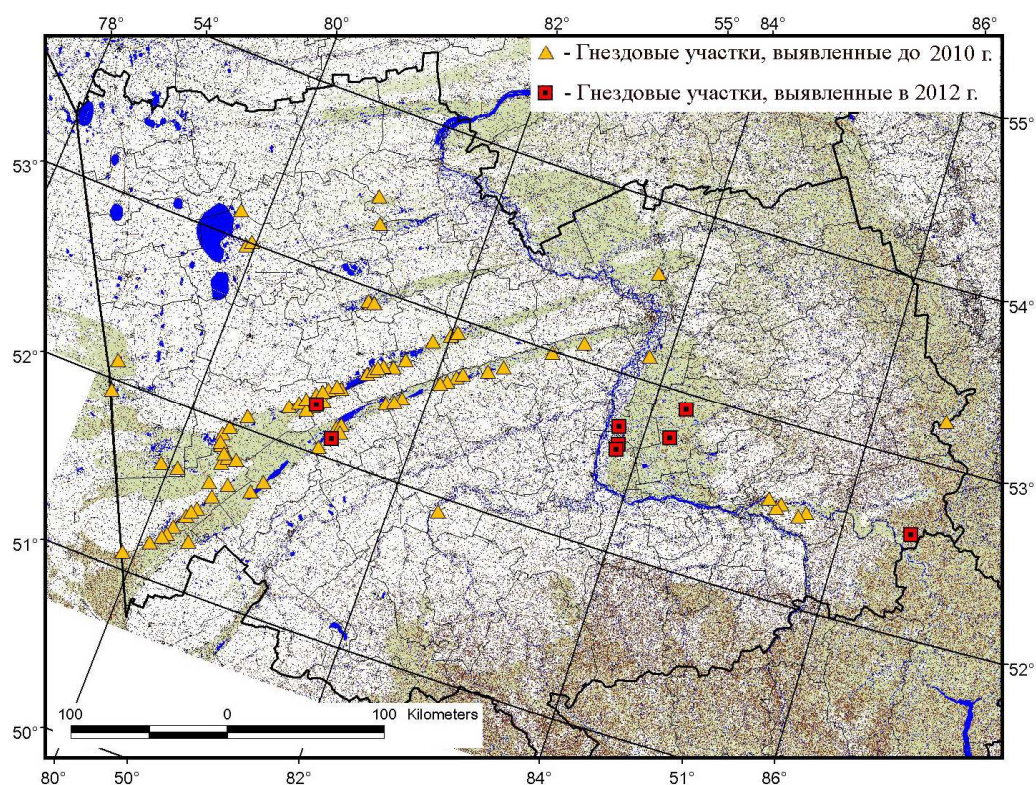 78° 54° 80° 82° 55° 84° 86°
- Гнездовые участки, выявленные до 2010 г.
- Гнездовые участки, выявленные в 2012 г.
55°
53°
54°
52°
53°
51°
52°
50°
100 0 100 Kilometers
80° 50° 82° 84° 51° 86°